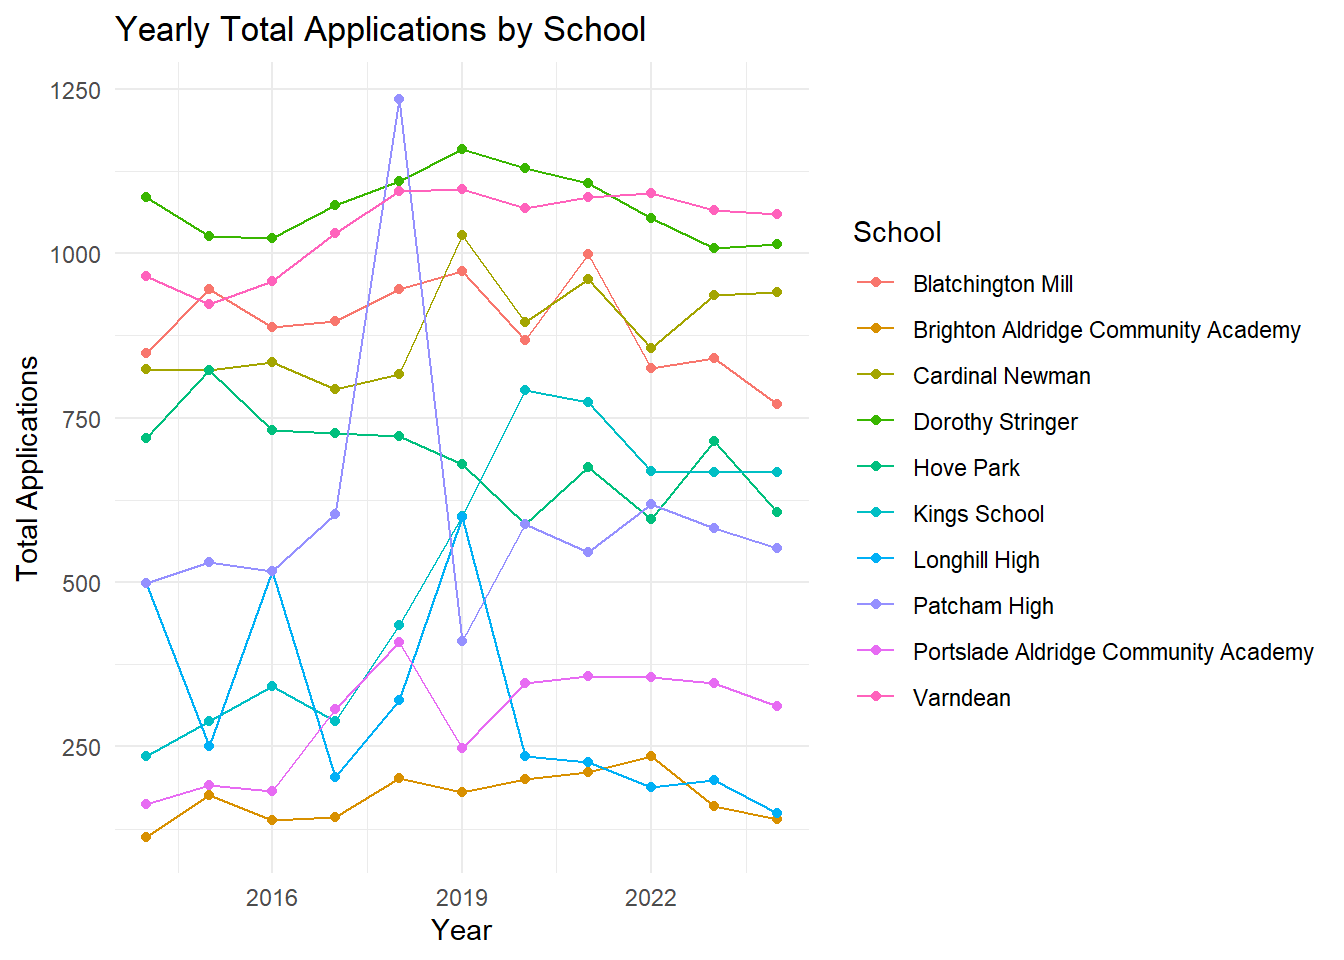 Yearly Total Applications by School
1250
1000
750
500
250
Total Applications
2016
2019
2022
Year
School
Blatchington Mill
Brighton Aldridge Community Academy
Cardinal Newman
Dorothy Stringer
Hove Park
Kings School
Longhill High
Patcham High
Portslade Aldridge Community Academy
Varndean